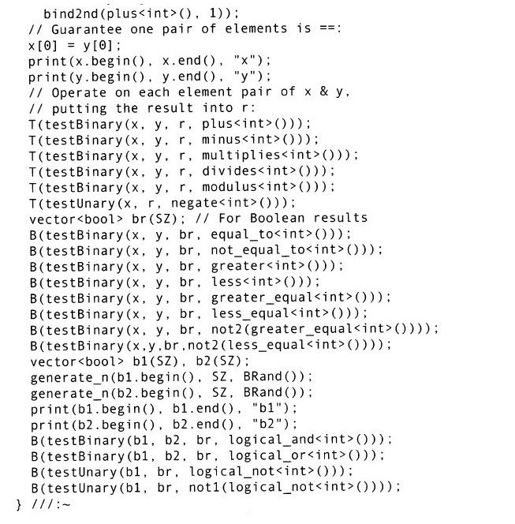 bind2nd(plus<int>(), 1));
// Guarantee one pair of elements is ==:
x[0] = y[0];
print(x.begin(), x.end(), "x");
print(y.begin(), y.end(), "y");
// Operate on each element pair of x & y,
// putting the result into r:
T(testBinary(x, y, r, plus<int>()));
T(testBinary(x, y, r, minus<int>()));
T(testBinary(x, y, r, multiplies<int>()));
T(testBinary(x, y, r, divides<int>()));
T(testBinary(x, y, r, modulus<int>()));
T(testUnary(x, r, negate<int>()));
vector<bool> br(SZ); // For Boolean results
B(testBinary(x, y, br, equal_to<int>()));
B(testBinary(x, y, br, not_equal_to<int>()));
B(testBinary(x, y, br, greater<int>()));
B(testBinary(x, y, br, less<int>()));
B(testBinary(x, y, br, greater_equal<int>()));
B(testBinary(x, y, br, less_equal<int>()));
B(testBinary(x, y, br, not2(greater_equal<int>())));
B(testBinary(x,y,br,not2(less_equal<int>())));
vector<bool> b1(SZ), b2(SZ);
generate_n(b1.begin(), SZ, BRand());
generate_n(b2.begin(), SZ, BRand());
print(b1.begin(), b1.end(), "b1");
print(b2.begin(), b2.end(), "b2");
B(testBinary(b1, b2, br, logical_and<int>()));
B(testBinary(b1, b2, br, logical_or<int>()));
B(testUnary(b1, br, logical_not<int>()));
B(testUnary(b1, br, not1(logical_not<int>())));
} ///:~